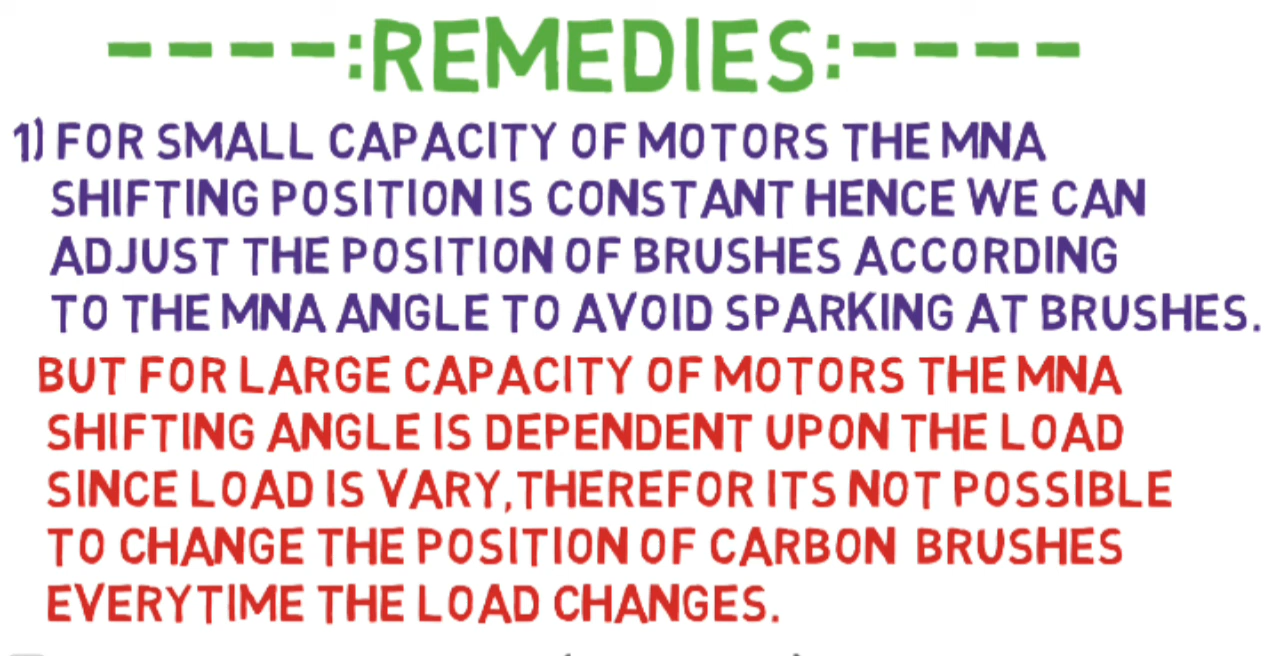 ----:REMEDIES:----
1) FOR SMALL CAPACITY OF MOTORS THE MNA
SHIFTING POSITION IS CONSTANT HENCE WE CAN
ADJUST THE POSITION OF BRUSHES ACCORDING
TO THE MNA ANGLE TO AVOID SPARKING AT BRUSHES.
BUT FOR LARGE CAPACITY OF MOTORS THE MNA
SHIFTING ANGLE IS DEPENDENT UPON THE LOAD
SINCE LOAD IS VARY,THEREFOR ITS NOT POSSIBLE
TO CHANGE THE POSITION OF CARBON BRUSHES
EVERYTIME THE LOAD CHANGES.